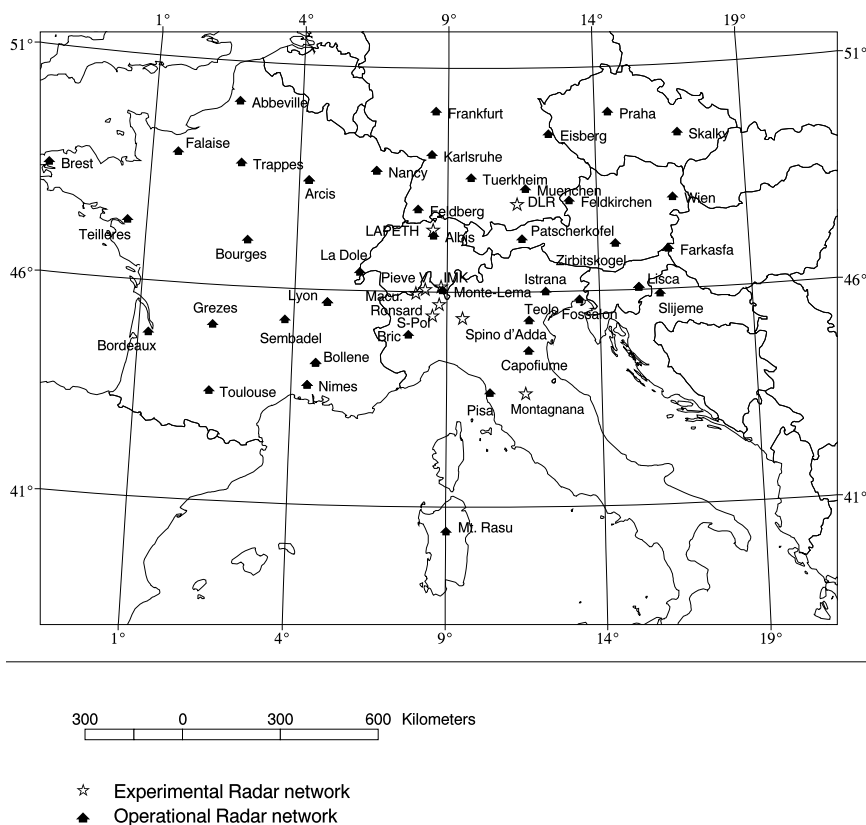 1° 4° 9° 14° 19°
51° 51°
Abbeville
Frankfurt
Praha
Falaise
Eisberg
Skalky
Brest
Trappes
Karlsruhe
Nancy
Tuerkheim
Arcis
Muenchen
DLR
Feldkirchen
Wien
Feldberg
Teilleres
LAPETH
Albis
Patscherkofel
Bourges
La Dole
Zirbitskogel
Farkasfa
46° 46°
Pieve V. IMK
Istrana
Lisca
Lyon
Macu.
Monte-Lema
Grezes
Ronsard
Teolo
Fossalon
Slijeme
S-Pol
Bordeaux
Sembadel
Bric
Spino d'Adda
Bollene
Capofiume
Toulouse
Nimes
Pisa
Montagnana
41° 41°
Mt. Rasu
1° 4° 9° 14° 19°
300 0 300 600 Kilometers
Experimental Radar network
Operational Radar network